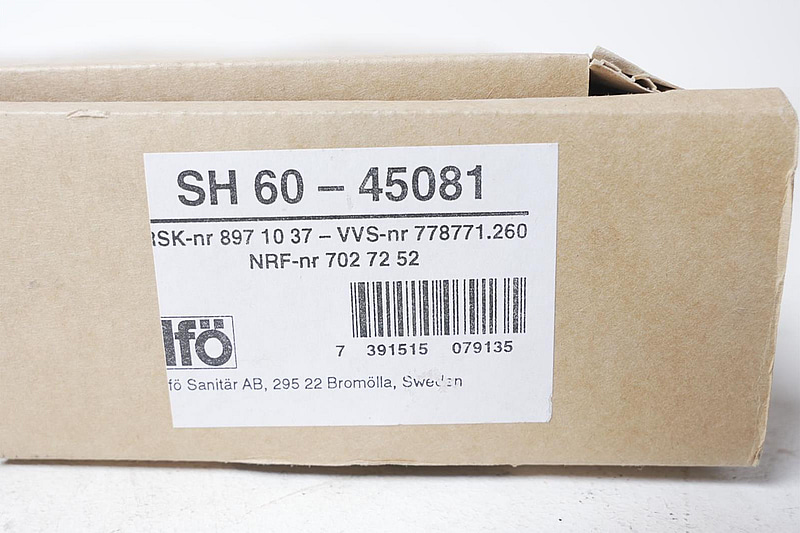 SH 60 – 45081
RSK-nr 897 10 37 – VVS-nr 778771.260
NRF-nr 702 72 52
lfö
7 391515 079135
fö Sanitär AB, 295 22 Bromölla, Sweden